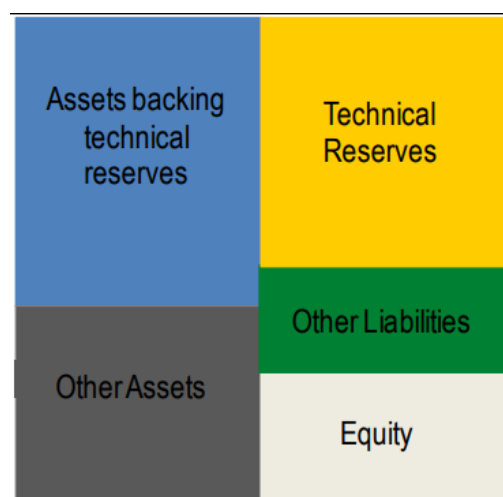 Assets backing
technical
reserves
Technical
Reserves
Other Liabilities
Other Assets
Equity